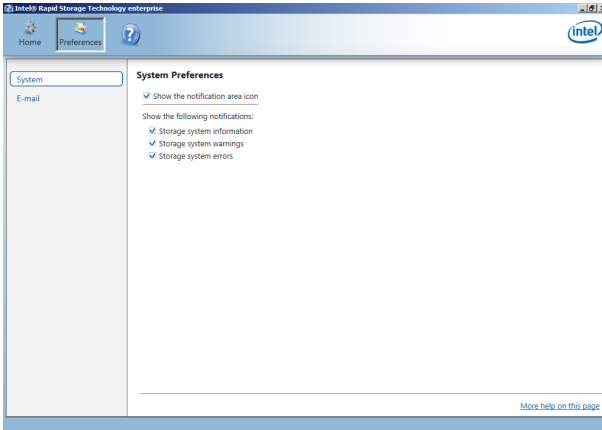 Intel® Rapid Storage Technology enterprise
Home
Preferences
?
intel
System
E-mail
System Preferences
Show the notification area icon
Show the following notifications:
Storage system information
Storage system warnings
Storage system errors
More help on this page